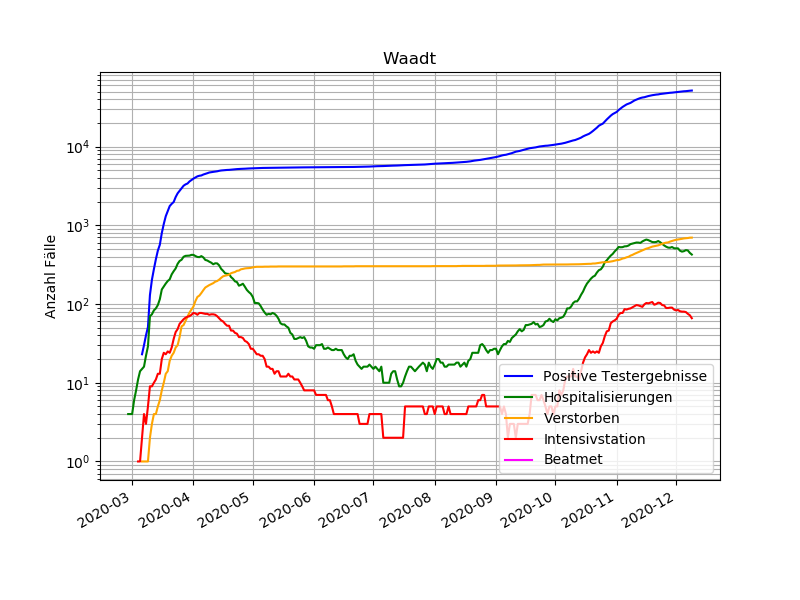 Waadt
Anzahl Fälle
10^4
10^3
10^2
10^1
10^0
Positive Testergebnisse
Hospitalisierungen
Verstorben
Intensivstation
Beatmet
2020-03
2020-04
2020-05
2020-06
2020-07
2020-08
2020-09
2020-10
2020-11
2020-12